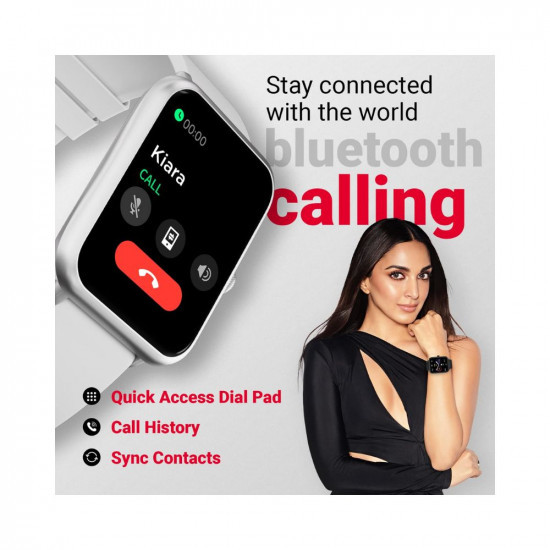 Stay connected
with the world
bluetooth
calling
00:00
Kiara
CALL
Quick Access Dial Pad
Call History
Sync Contacts